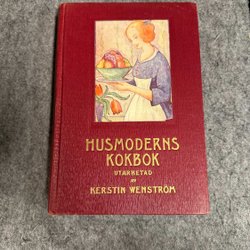 HUSMODERNS
KOKBOK
UTARBETAD
AV
KERSTIN WENSTRÖM